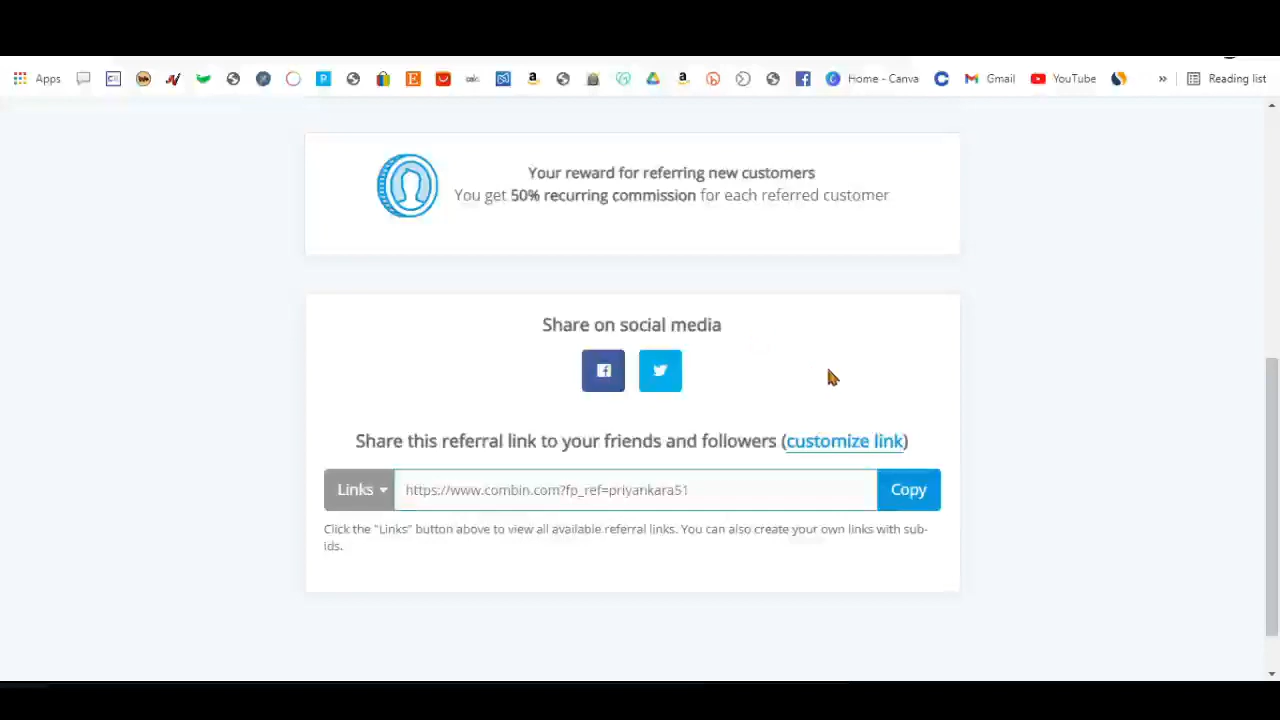 Apps Home - Canva Gmail YouTube » Reading list
Your reward for referring new customers
You get 50% recurring commission for each referred customer
Share on social media
Share this referral link to your friends and followers (customize link)
Links https://www.combin.com?fp_ref=priyankara51 Copy
Click the "Links" button above to view all available referral links. You can also create your own links with sub-
ids.